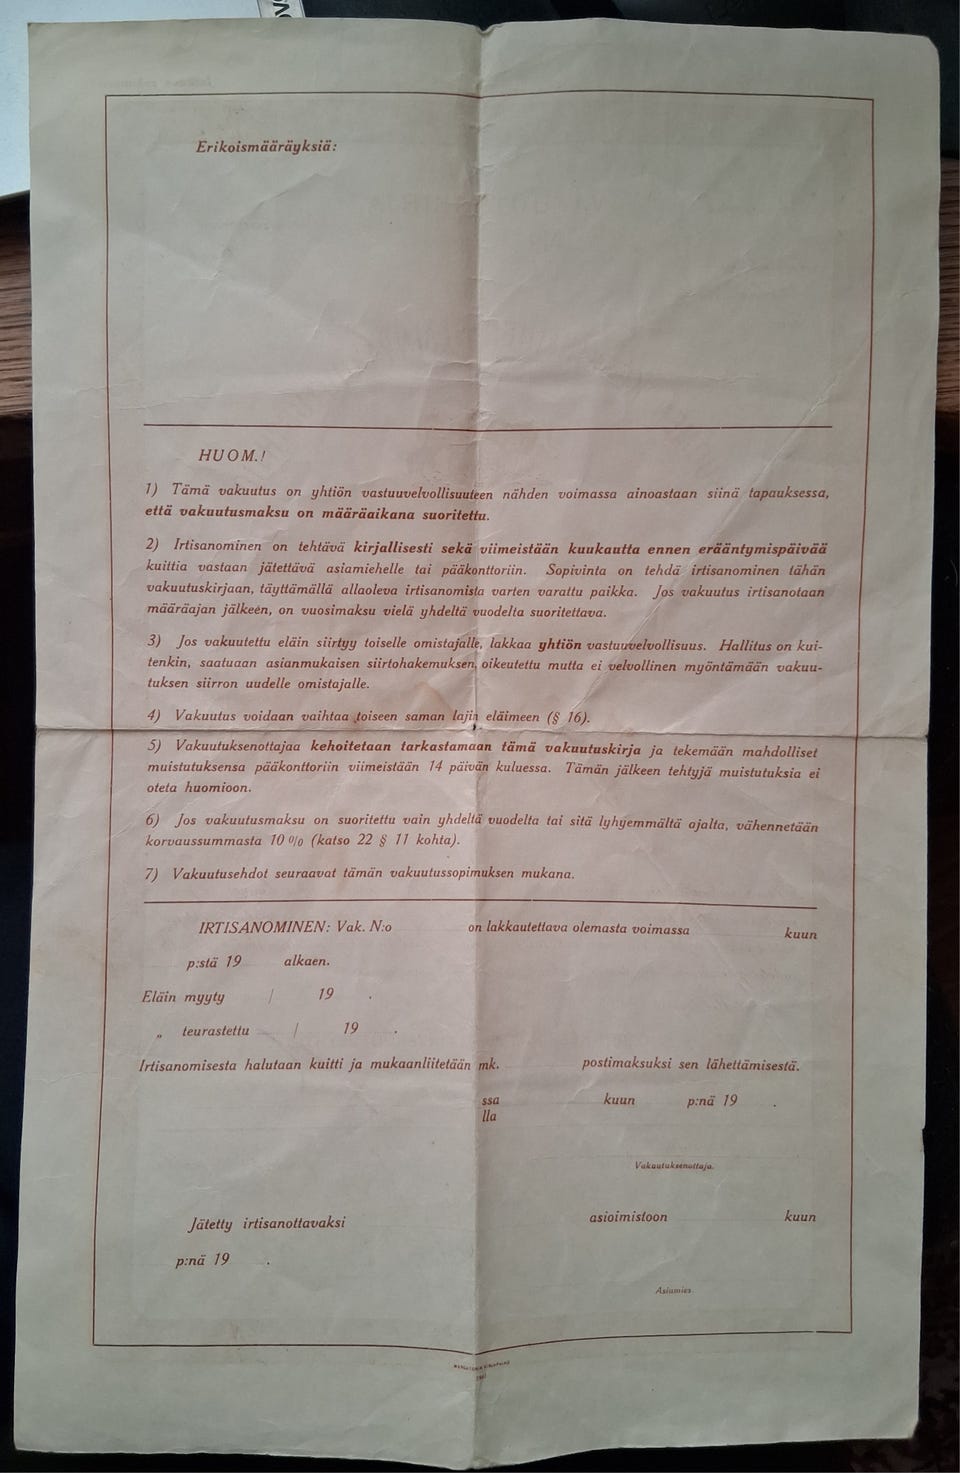 Erikoismääräyksiä:
HUOM.!
1) Tämä vakuutus on yhtiön vastuuvelvollisuuteen nähden voimassa ainoastaan siinä tapauksessa,
että vakuutusmaksu on määräaikana suoritettu.
2) Irtisanominen on tehtävä kirjallisesti sekä viimeistään kuukautta ennen erääntymispäivää
kuittia vastaan jätettävä asiamiehelle tai pääkonttoriin. Sopivinta on tehdä irtisanominen tähän
vakuutuskirjaan, täyttämällä allaoleva irtisanomista varten varattu paikka. Jos vakuutus irtisanotaan
määräajan jälkeen, on vuosimaksu vielä yhdeltä vuodelta suoritettava.
3) Jos vakuutettu eläin siirtyy toiselle omistajalle, lakkaa yhtiön vastuuvelvollisuus. Hallitus on kui-
tenkin, saatuaan asianmukaisen siirtohakemuksen, oikeutettu mutta ei velvollinen myöntämään vakuu-
tuksen siirron uudelle omistajalle.
4) Vakuutus voidaan vaihtaa toiseen saman lajin eläimeen (§ 16).
5) Vakuutuksenottajaa kehoitetaan tarkastamaan tämä vakuutuskirja ja tekemään mahdolliset
muistutuksensa pääkonttoriin viimeistään 14 päivän kuluessa. Tämän jälkeen tehtyjä muistutuksia ei
oteta huomioon.
6) Jos vakuutusmaksu on suoritettu vain yhdeltä vuodelta tai sitä lyhyemmältä ajalta, vähennetään
korvaussummasta 10 % (katso 22 § 11 kohta).
7) Vakuutusehdot seuraavat tämän vakuutussopimuksen mukana.
IRTISANOMINEN: Vak. N:o on lakkautettava olemasta voimassa kuun
p:stä 19 alkaen.
Eläin myyty / 19 .
„ teurastettu / 19 .
Irtisanomisesta halutaan kuitti ja mukaanliitetään mk. postimaksuksi sen lähettämisestä.
ssa kuun p:nä 19 .
lla
Vakuutuksenottaja.
Jätetty irtisanottavaksi asioimistoon kuun
p:nä 19 .
Asiamies